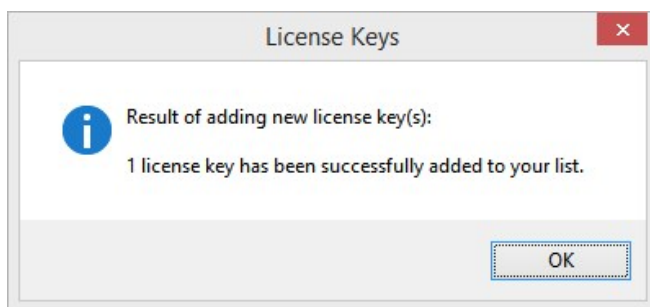 License Keys
Result of adding new license key(s):
1 license key has been successfully added to your list.
OK